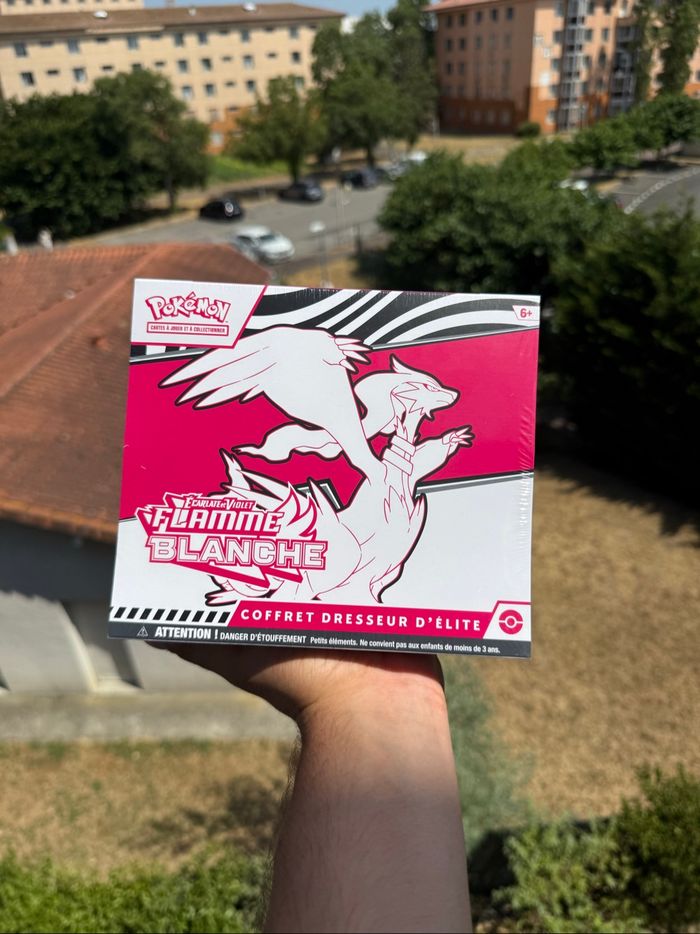 POKÉMON
CARTES À JOUER ET À COLLECTIONNER
6+
ÉCARLATE ET VIOLET
FLAMME
BLANCHE
COFFRET DRESSEUR D'ÉLITE
⚠ ATTENTION ! DANGER D'ÉTOUFFEMENT Petits éléments. Ne convient pas aux enfants de moins de 3 ans.